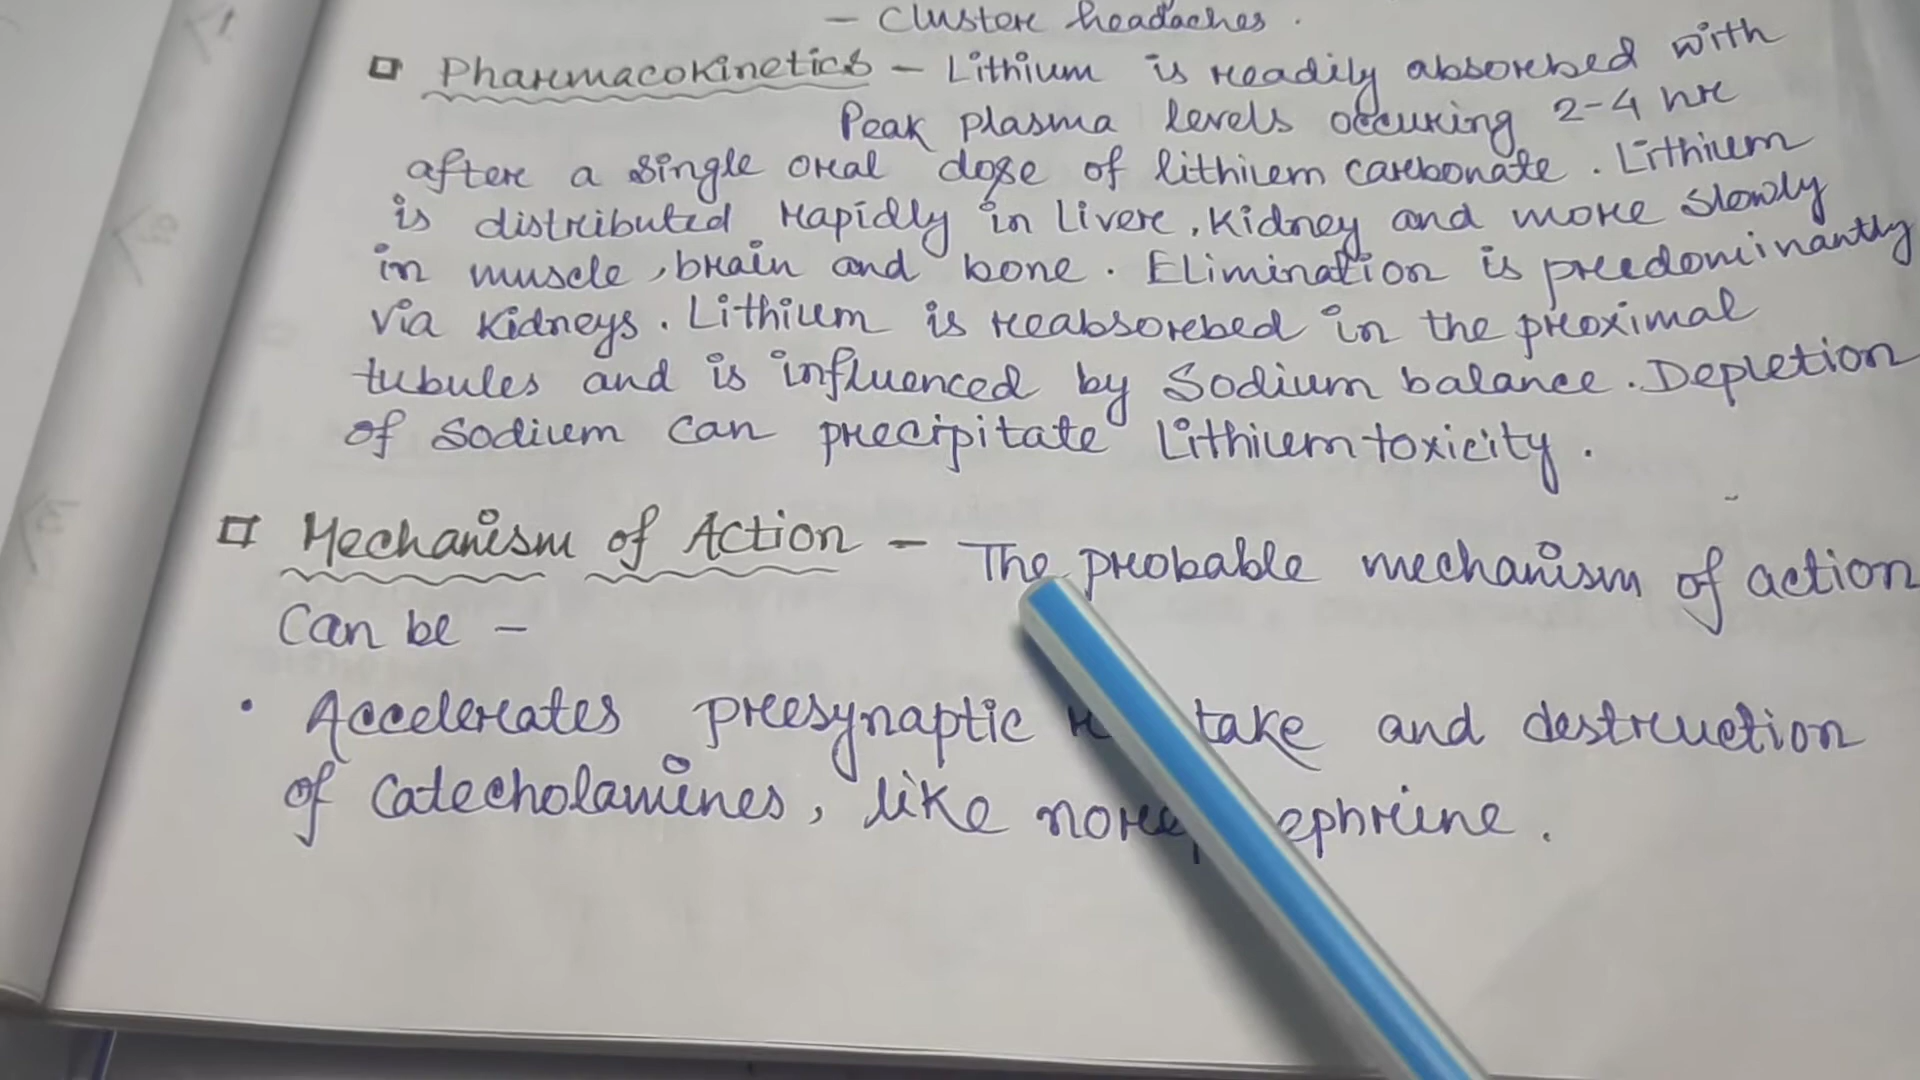 - Cluster headaches.
Pharmacokinetics - Lithium is readily absorbed with
Peak plasma levels occuring 2-4 hr
after a single oral dose of lithium carbonate. Lithium
is distributed rapidly in liver, kidney and more slowly
in muscle, brain and bone. Elimination is predominantly
via kidneys. Lithium is reabsorbed in the proximal
tubules and is influenced by Sodium balance. Depletion
of sodium can precipitate Lithium toxicity.
Mechanism of Action - The probable mechanism of action
Can be -
• Accelerates presynaptic take and destruction
of catecholamines, like norep ephrine.